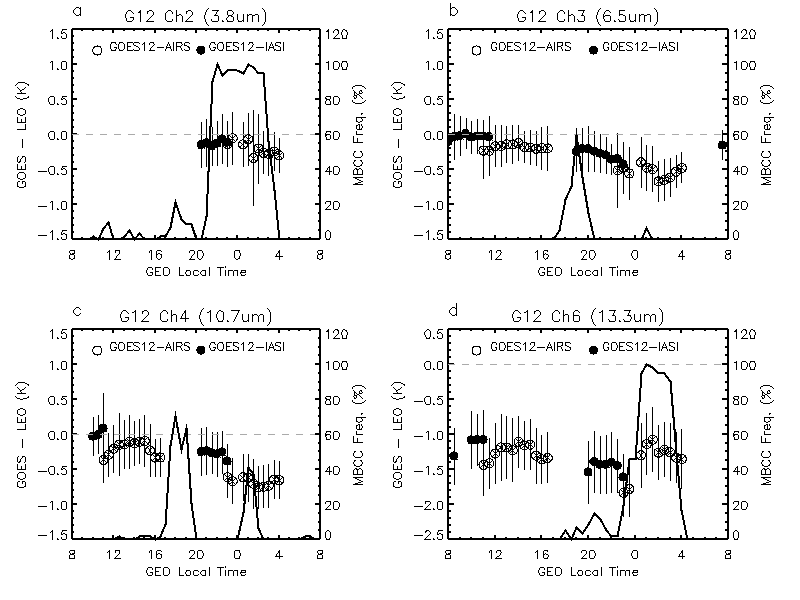 a
G12 Ch2 (3.8um)
GOES12-AIRS GOES12-IASI
1.5
1.0
0.5
0.0
-0.5
-1.0
-1.5
GOES - LEO (K)
120
100
80
60
40
20
0
MBCC Freq. (%)
8 12 16 20 0 4 8
GEO Local Time
b
G12 Ch3 (6.5um)
GOES12-AIRS GOES12-IASI
1.5
1.0
0.5
0.0
-0.5
-1.0
-1.5
GOES - LEO (K)
120
100
80
60
40
20
0
MBCC Freq. (%)
8 12 16 20 0 4 8
GEO Local Time
c
G12 Ch4 (10.7um)
GOES12-AIRS GOES12-IASI
1.5
1.0
0.5
0.0
-0.5
-1.0
-1.5
GOES - LEO (K)
120
100
80
60
40
20
0
MBCC Freq. (%)
8 12 16 20 0 4 8
GEO Local Time
d
G12 Ch6 (13.3um)
GOES12-AIRS GOES12-IASI
0.5
0.0
-0.5
-1.0
-1.5
-2.0
-2.5
GOES - LEO (K)
120
100
80
60
40
20
0
MBCC Freq. (%)
8 12 16 20 0 4 8
GEO Local Time